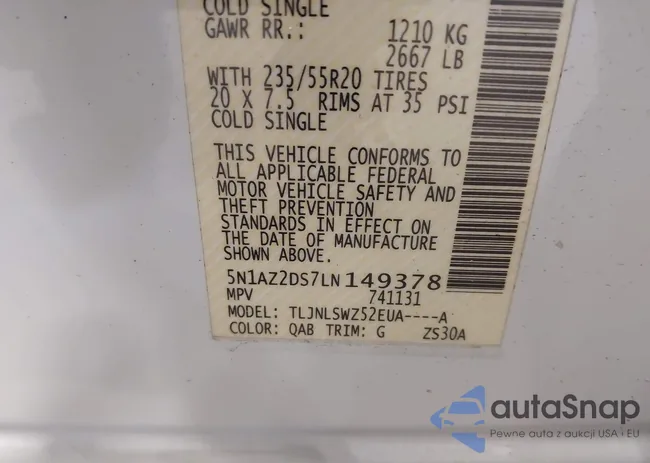 COLD SINGLE
GAWR RR.: 1210 KG
2667 LB
WITH 235/55R20 TIRES
20 X 7.5 RIMS AT 35 PSI
COLD SINGLE
THIS VEHICLE CONFORMS TO
ALL APPLICABLE FEDERAL
MOTOR VEHICLE SAFETY AND
THEFT PREVENTION
STANDARDS IN EFFECT ON
THE DATE OF MANUFACTURE
SHOWN ABOVE.
5N1AZ2DS7LN149378
MPV 741131
MODEL: TLJNLSWZ52EUA----A
COLOR: QAB TRIM: G ZS30A
autaSnap
Pewne auta z aukcji USA i EU